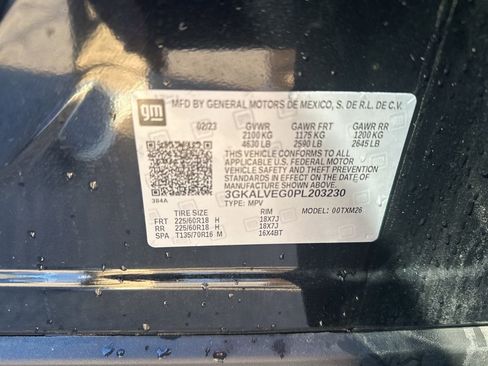 gm
MFD BY GENERAL MOTORS DE MEXICO, S. DE R.L. DE C.V.
02/23 GVWR GAWR FRT GAWR RR
2100 KG 1175 KG 1200 KG
4630 LB 2590 LB 2645 LB
THIS VEHICLE CONFORMS TO ALL
APPLICABLE U.S. FEDERAL MOTOR
VEHICLE SAFETY AND THEFT PREVENTION
STANDARDS IN EFFECT ON THE DATE OF
MANUFACTURE SHOWN ABOVE.
384A 3GKALVEG0PL203230
TYPE: MPV MODEL: 00TXM26
TIRE SIZE RIM
FRT 225/60R18 H 18X7J
RR 225/60R18 H 18X7J
SPA T135/70R16 M 16X4BT